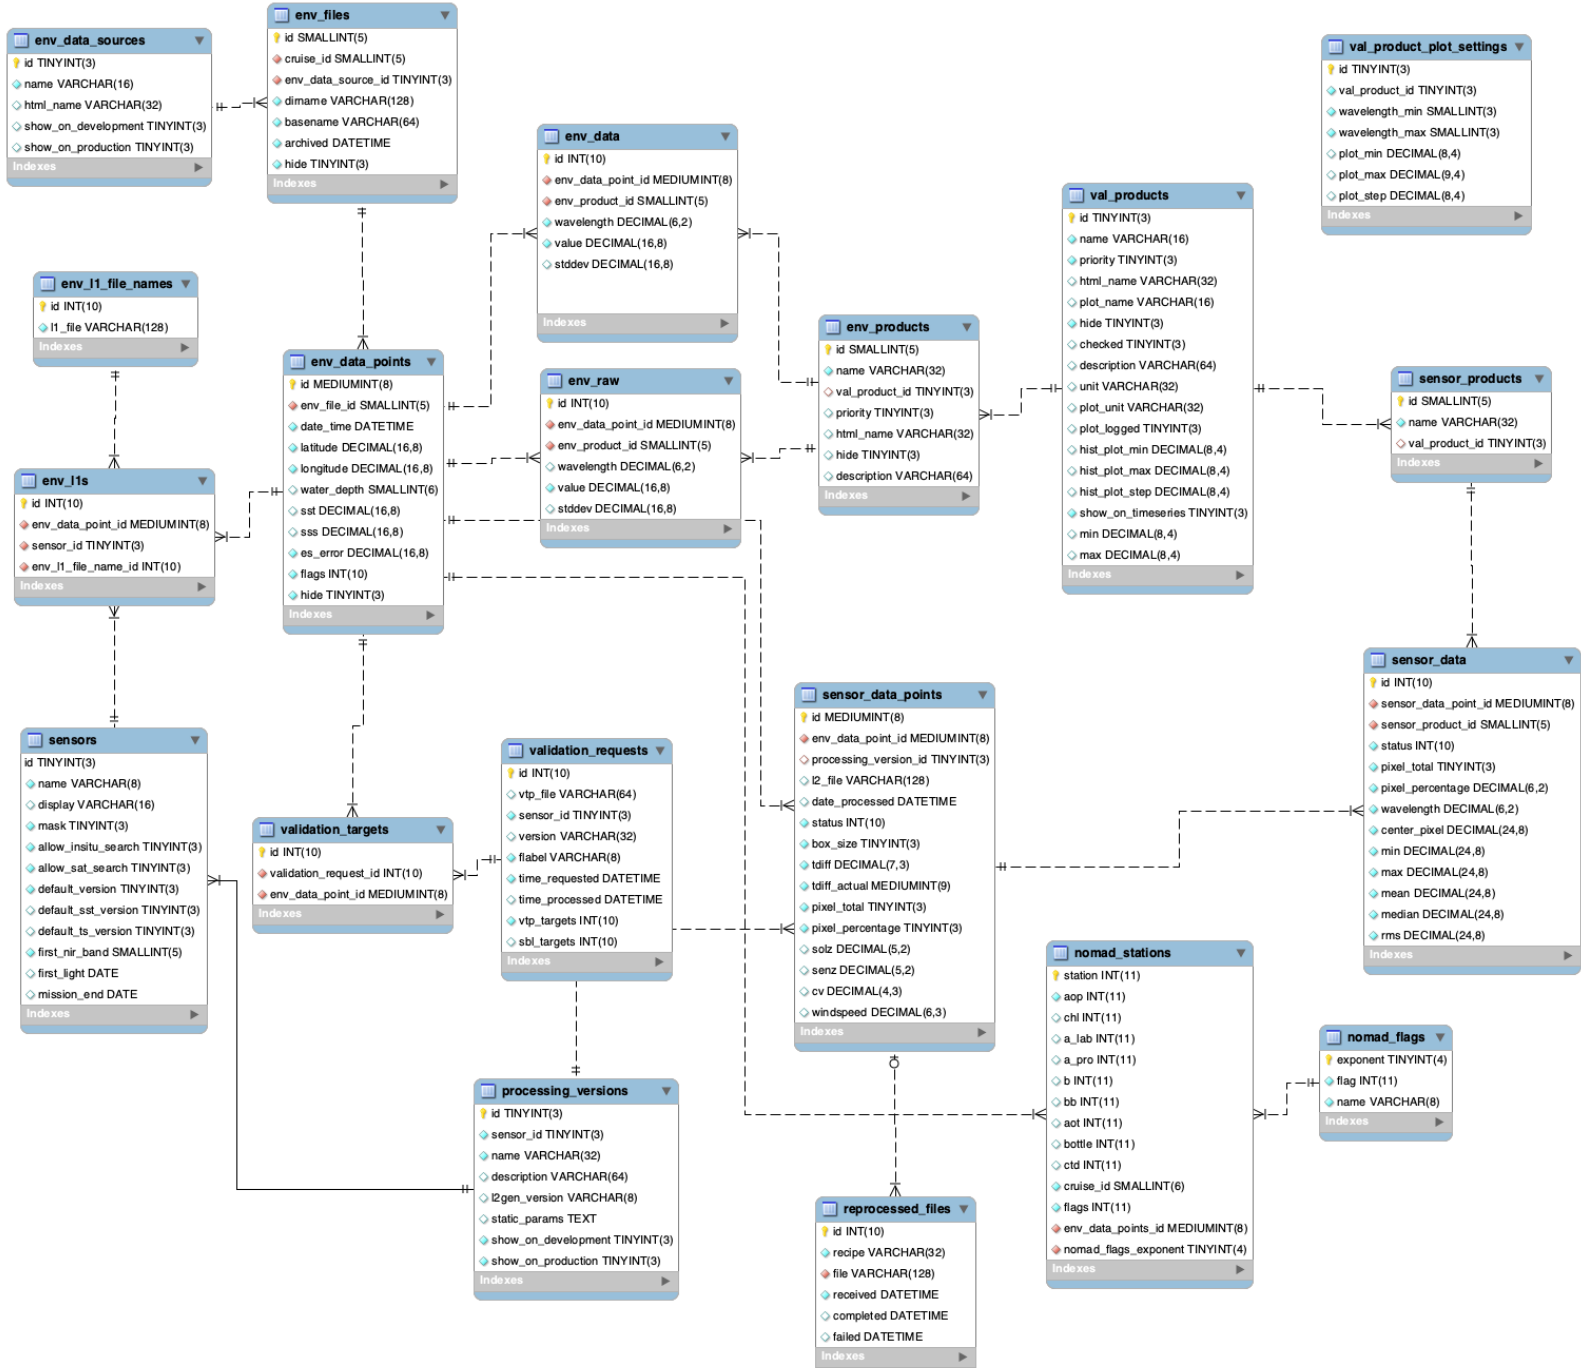 env_files
id SMALLINT(5)
cruise_id SMALLINT(5)
env_data_source_id TINYINT(3)
dirname VARCHAR(128)
basename VARCHAR(64)
archived DATETIME
hide TINYINT(3)
Indexes
env_data_sources
id TINYINT(3)
name VARCHAR(16)
html_name VARCHAR(32)
show_on_development TINYINT(3)
show_on_production TINYINT(3)
Indexes
val_product_plot_settings
id TINYINT(3)
val_product_id TINYINT(3)
wavelength_min SMALLINT(3)
wavelength_max SMALLINT(3)
plot_min DECIMAL(8,4)
plot_max DECIMAL(9,4)
plot_step DECIMAL(8,4)
Indexes
env_data
id INT(10)
env_data_point_id MEDIUMINT(8)
env_product_id SMALLINT(5)
wavelength DECIMAL(6,2)
value DECIMAL(16,8)
stddev DECIMAL(16,8)
Indexes
val_products
id TINYINT(3)
name VARCHAR(16)
priority TINYINT(3)
html_name VARCHAR(32)
plot_name VARCHAR(16)
hide TINYINT(3)
checked TINYINT(3)
description VARCHAR(64)
unit VARCHAR(32)
plot_unit VARCHAR(32)
plot_logged TINYINT(3)
hist_plot_min DECIMAL(8,4)
hist_plot_max DECIMAL(8,4)
hist_plot_step DECIMAL(8,4)
show_on_timeseries TINYINT(3)
min DECIMAL(8,4)
max DECIMAL(8,4)
Indexes
env_l1_file_names
id INT(10)
l1_file VARCHAR(128)
Indexes
env_products
id SMALLINT(5)
name VARCHAR(32)
val_product_id TINYINT(3)
priority TINYINT(3)
html_name VARCHAR(32)
hide TINYINT(3)
description VARCHAR(64)
Indexes
env_data_points
id MEDIUMINT(8)
env_file_id SMALLINT(5)
date_time DATETIME
latitude DECIMAL(16,8)
longitude DECIMAL(16,8)
water_depth SMALLINT(6)
sst DECIMAL(16,8)
sss DECIMAL(16,8)
es_error DECIMAL(16,8)
flags INT(10)
hide TINYINT(3)
Indexes
env_raw
id INT(10)
env_data_point_id MEDIUMINT(8)
env_product_id SMALLINT(5)
wavelength DECIMAL(6,2)
value DECIMAL(16,8)
stddev DECIMAL(16,8)
Indexes
sensor_products
id SMALLINT(5)
name VARCHAR(32)
val_product_id TINYINT(3)
Indexes
env_l1s
id INT(10)
env_data_point_id MEDIUMINT(8)
sensor_id TINYINT(3)
env_l1_file_name_id INT(10)
Indexes
sensor_data
id INT(10)
sensor_data_point_id MEDIUMINT(8)
sensor_product_id SMALLINT(5)
status INT(10)
pixel_total TINYINT(3)
pixel_percentage DECIMAL(6,2)
wavelength DECIMAL(6,2)
center_pixel DECIMAL(24,8)
min DECIMAL(24,8)
max DECIMAL(24,8)
mean DECIMAL(24,8)
median DECIMAL(24,8)
rms DECIMAL(24,8)
Indexes
sensor_data_points
id MEDIUMINT(8)
env_data_point_id MEDIUMINT(8)
processing_version_id TINYINT(3)
l2_file VARCHAR(128)
date_processed DATETIME
status INT(10)
box_size TINYINT(3)
tdiff DECIMAL(7,3)
tdiff_actual MEDIUMINT(9)
pixel_total TINYINT(3)
pixel_percentage TINYINT(3)
solz DECIMAL(5,2)
senz DECIMAL(5,2)
cv DECIMAL(4,3)
windspeed DECIMAL(6,3)
Indexes
sensors
id TINYINT(3)
name VARCHAR(8)
display VARCHAR(16)
mask TINYINT(3)
allow_insitu_search TINYINT(3)
allow_sat_search TINYINT(3)
default_version TINYINT(3)
default_sst_version TINYINT(3)
default_ts_version TINYINT(3)
first_nir_band SMALLINT(5)
first_light DATE
mission_end DATE
Indexes
validation_requests
id INT(10)
vtp_file VARCHAR(64)
sensor_id TINYINT(3)
version VARCHAR(32)
flabel VARCHAR(8)
time_requested DATETIME
time_processed DATETIME
vtp_targets INT(10)
sbl_targets INT(10)
Indexes
validation_targets
id INT(10)
validation_request_id INT(10)
env_data_point_id MEDIUMINT(8)
Indexes
nomad_stations
station INT(11)
aop INT(11)
chl INT(11)
a_lab INT(11)
a_pro INT(11)
b INT(11)
bb INT(11)
aot INT(11)
bottle INT(11)
ctd INT(11)
cruise_id SMALLINT(6)
flags INT(11)
env_data_points_id MEDIUMINT(8)
nomad_flags_exponent TINYINT(4)
Indexes
nomad_flags
exponent TINYINT(4)
flag INT(11)
name VARCHAR(8)
Indexes
processing_versions
id TINYINT(3)
sensor_id TINYINT(3)
name VARCHAR(32)
description VARCHAR(64)
l2gen_version VARCHAR(8)
static_params TEXT
show_on_development TINYINT(3)
show_on_production TINYINT(3)
Indexes
reprocessed_files
id INT(10)
recipe VARCHAR(32)
file VARCHAR(128)
received DATETIME
completed DATETIME
failed DATETIME
Indexes